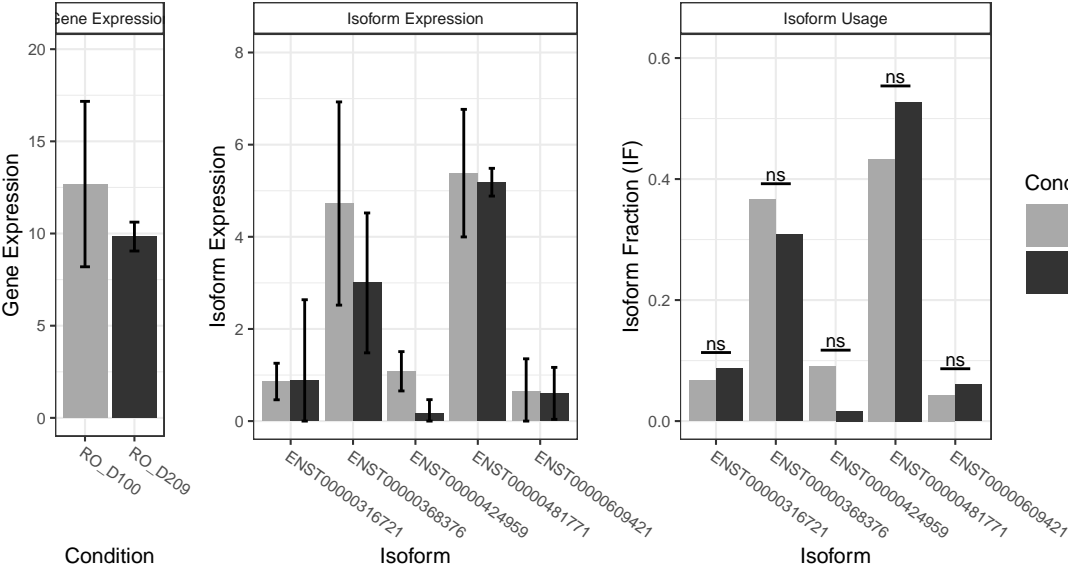 Gene Expression
Isoform Expression
Isoform Usage
Gene Expression
20
15
10
5
0
RO_D100
RO_D209
Condition
Isoform Expression
8
6
4
2
0
ENST00000316721
ENST00000368376
ENST00000424959
ENST00000481771
ENST00000609421
Isoform
Isoform Fraction (IF)
0.6
0.4
0.2
0.0
ns
ns
ns
ns
ns
ENST00000316721
ENST00000368376
ENST00000424959
ENST00000481771
ENST00000609421
Isoform